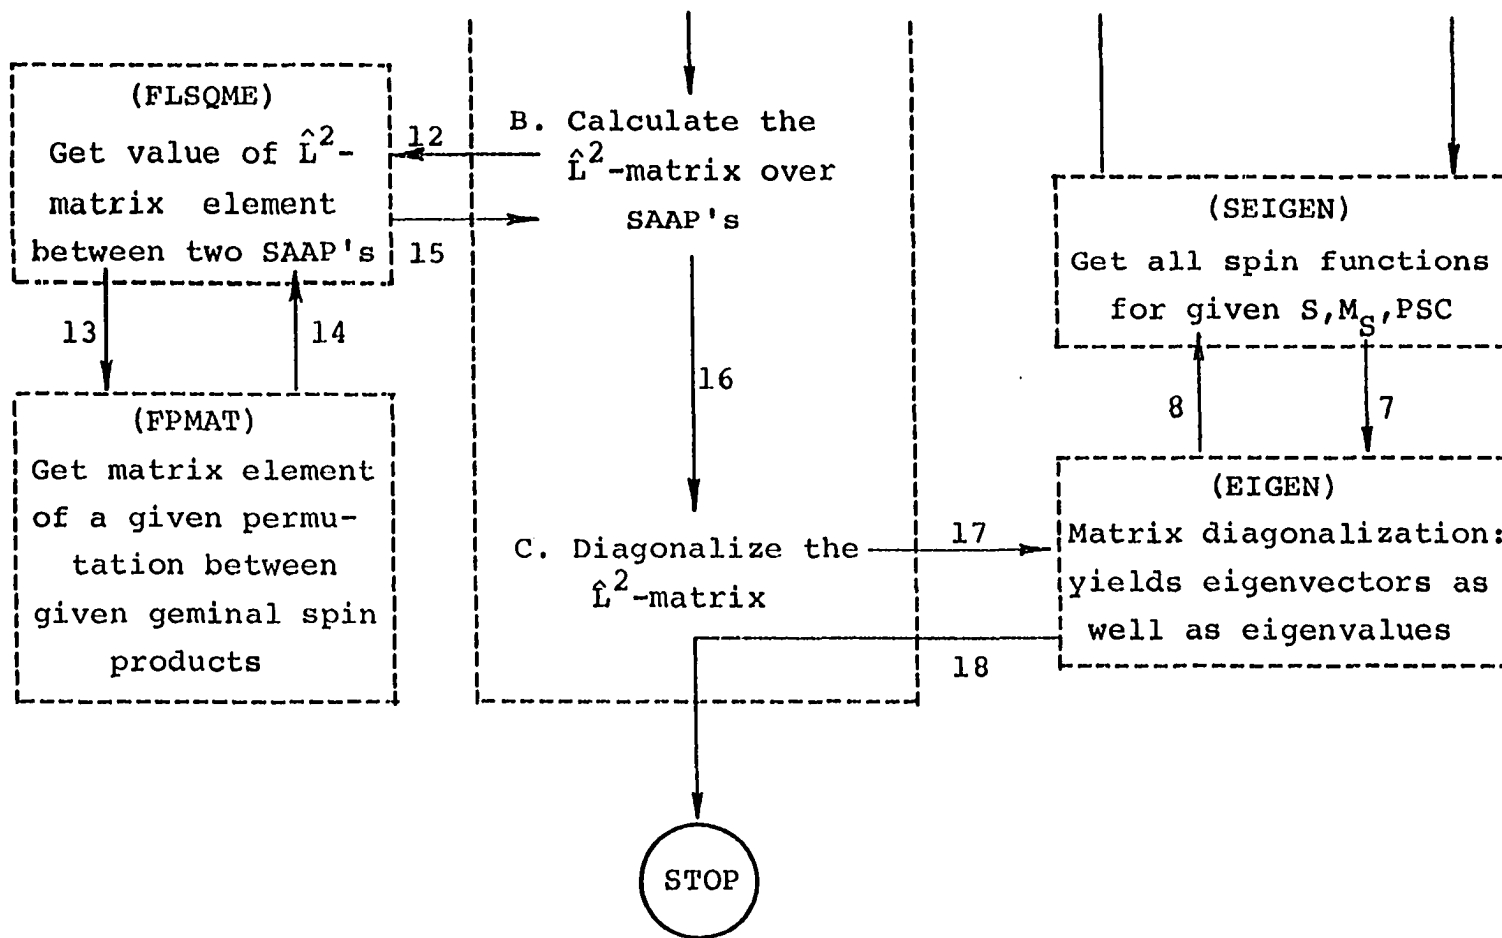 (FLSQME)
Get value of L̂²-
matrix element
between two SAAP's
12
15
13
14
(FPMAT)
Get matrix element
of a given permu-
tation between
given geminal spin
products
B. Calculate the
L̂²-matrix over
SAAP's
16
C. Diagonalize the
L̂²-matrix
17
18
STOP
(SEIGEN)
Get all spin functions
for given S,M_S,PSC
8
7
(EIGEN)
Matrix diagonalization:
yields eigenvectors as
well as eigenvalues